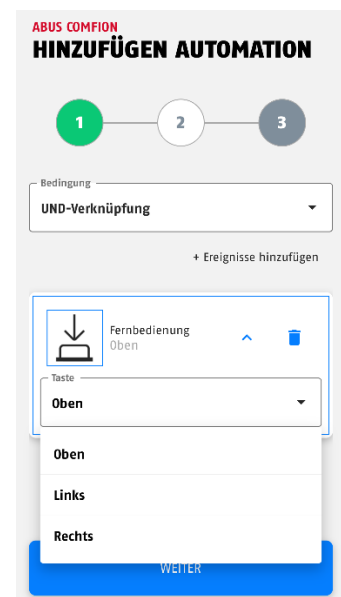 ABUS COMFION
HINZUFÜGEN AUTOMATION
1
2
3
Bedingung
UND-Verknüpfung
+ Ereignisse hinzufügen
Fernbedienung
Oben
Taste
Oben
Oben
Links
Rechts
WEITER